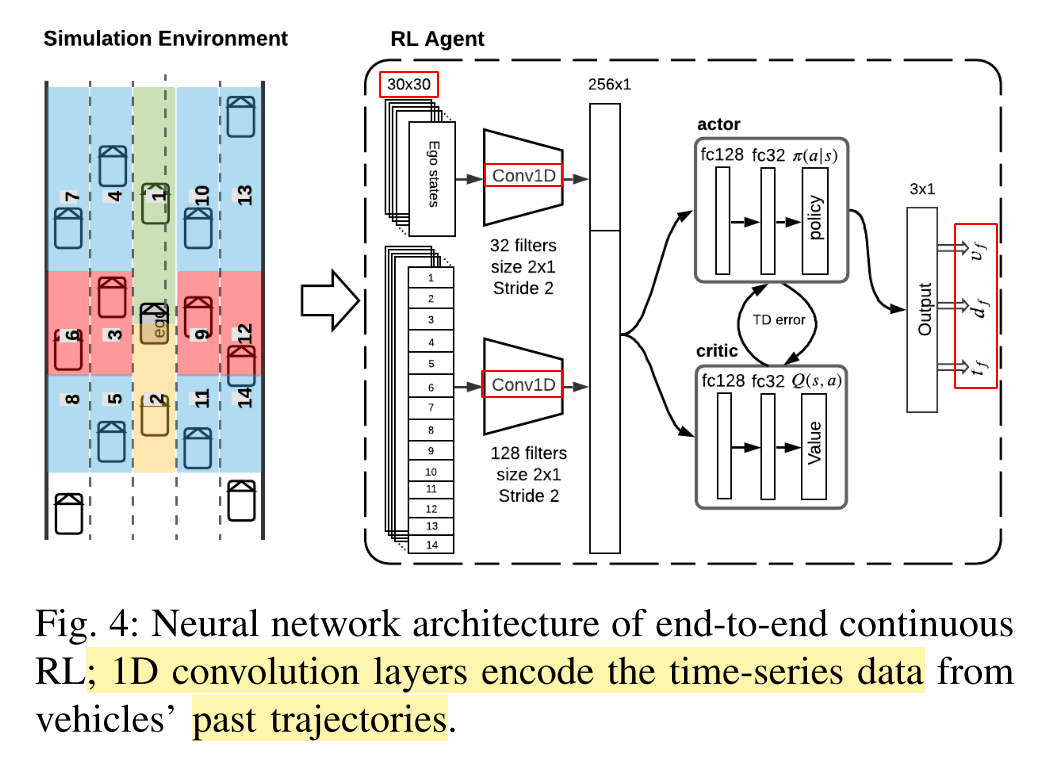 Simulation Environment
RL Agent
7
4
1
10
13
6
3
ego
9
12
8
5
2
11
14
30x30
Ego states
Conv1D
32 filters
size 2x1
Stride 2
1
2
3
4
5
6
7
8
9
10
11
12
13
14
Conv1D
128 filters
size 2x1
Stride 2
256x1
actor
fc128 fc32 π(a|s)
policy
TD error
critic
fc128 fc32 Q(s, a)
Value
3x1
Output
v_f
d_f
t_f
Fig. 4: Neural network architecture of end-to-end continuous
RL; 1D convolution layers encode the time-series data from
vehicles’ past trajectories.